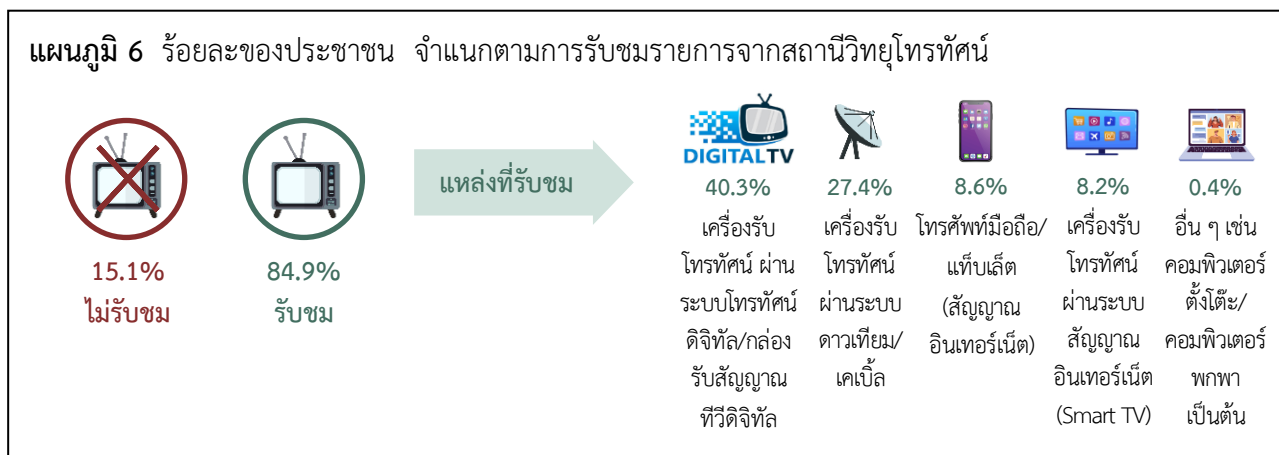 แผนภูมิ 6 ร้อยละของประชาชน จำแนกตามการรับชมรายการจากสถานีวิทยุโทรทัศน์
15.1%
ไม่รับชม
84.9%
รับชม
แหล่งที่รับชม
DIGITALTV
40.3%
เครื่องรับ
โทรทัศน์ ผ่าน
ระบบโทรทัศน์
ดิจิทัล/กล่อง
รับสัญญาณ
ทีวีดิจิทัล
27.4%
เครื่องรับ
โทรทัศน์
ผ่านระบบ
ดาวเทียม/
เคเบิ้ล
8.6%
โทรศัพท์มือถือ/
แท็บเล็ต
(สัญญาณ
อินเทอร์เน็ต)
8.2%
เครื่องรับ
โทรทัศน์
ผ่านระบบ
สัญญาณ
อินเทอร์เน็ต
(Smart TV)
0.4%
อื่น ๆ เช่น
คอมพิวเตอร์
ตั้งโต๊ะ/
คอมพิวเตอร์
พกพา
เป็นต้น